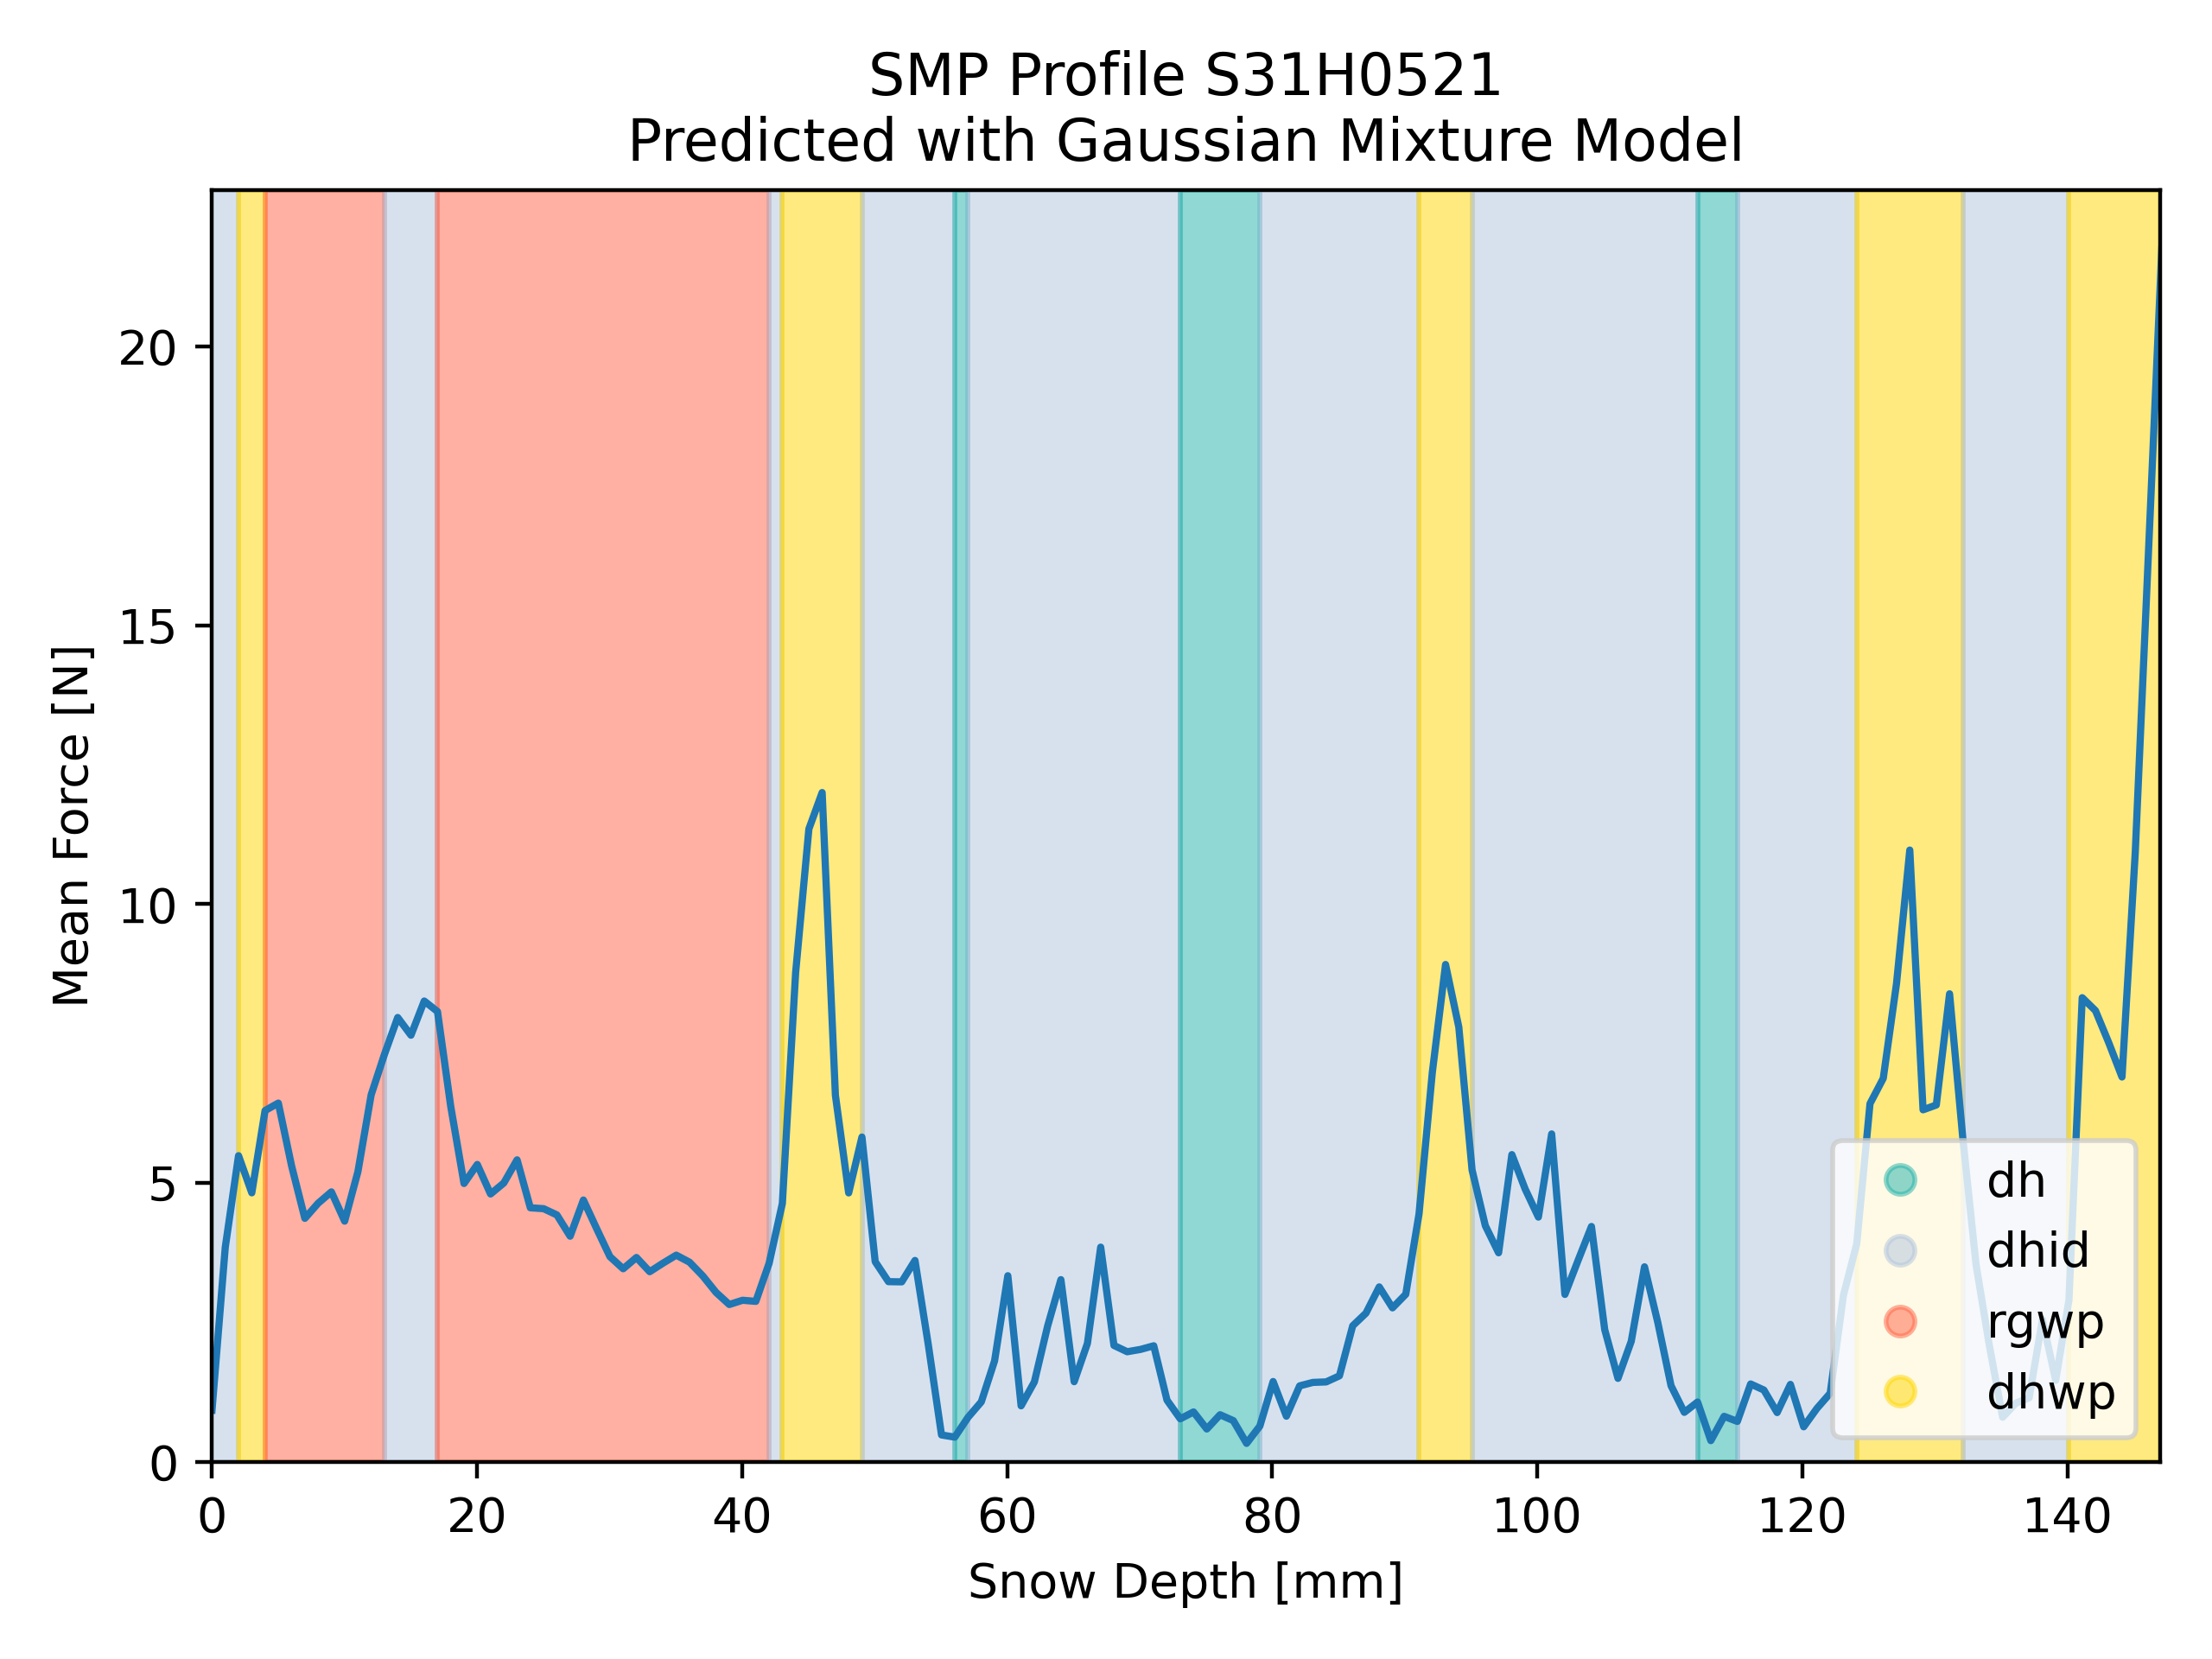 SMP Profile S31H0521
Predicted with Gaussian Mixture Model
Mean Force [N]
20
15
10
5
0
0 20 40 60 80 100 120 140
Snow Depth [mm]
dh
dhid
rgwp
dhwp